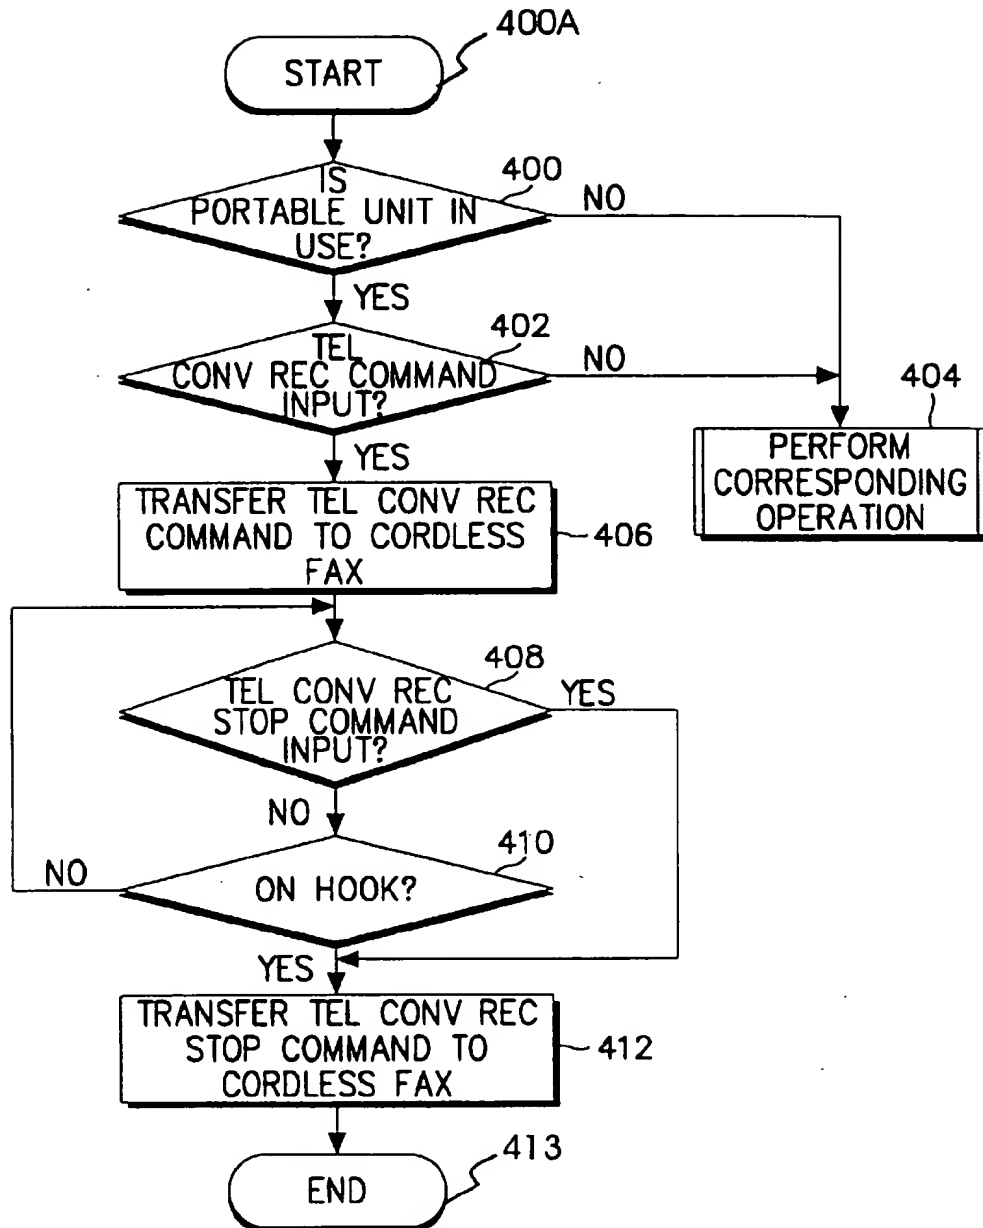 400A
START
400
IS
PORTABLE UNIT IN
USE?
NO
YES
402
TEL
CONV REC COMMAND
INPUT?
NO
404
YES
PERFORM
CORRESPONDING
OPERATION
TRANSFER TEL CONV REC
COMMAND TO CORDLESS
FAX
406
408
TEL CONV REC
STOP COMMAND
INPUT?
YES
NO
410
NO
ON HOOK?
YES
TRANSFER TEL CONV REC
STOP COMMAND TO
CORDLESS FAX
412
413
END